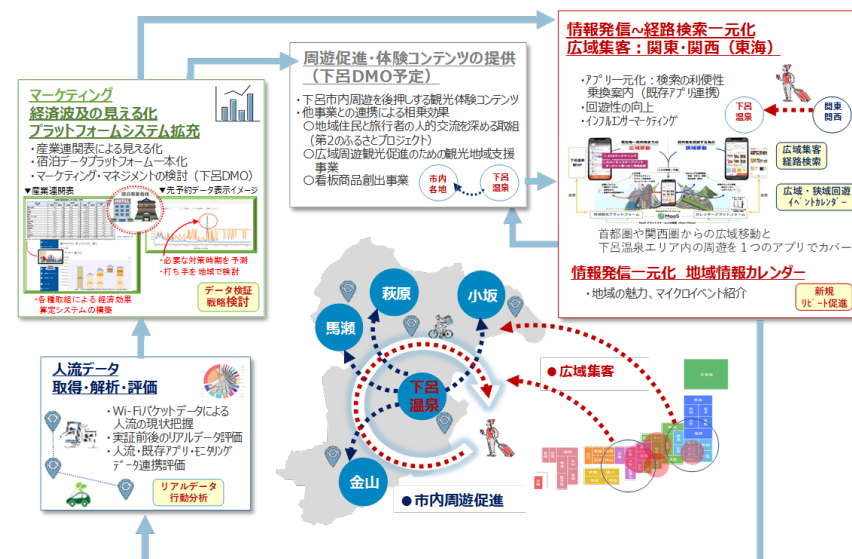 マーケティング
経済波及の見える化
プラットフォームシステム拡充
・産業連関表による見える化
・宿泊データプラットフォーム一本化
・マーケティング・マネジメントの検討（下呂DMO）
▼産業連関表
▼先予約データ表示イメージ
・必要な対策時期を予測
・打ち手を地域で検討
・各種取組による経済効果
算定システムの構築
データ検証
戦略検討
人流データ
取得・解析・評価
・Wi-Fiパケットデータによる
人流の現状把握
・実証前後のリアルデータ評価
・人流・既存アプリ・モニタリング
データ連携評価
リアルデータ
行動分析
周遊促進・体験コンテンツの提供
（下呂DMO予定）
・下呂市内周遊を後押しする観光体験コンテンツ
・他事業との連携による相乗効果
〇地域住民と旅行者の人的交流を深める取組
（第2のふるさとプロジェクト）
〇広域周遊観光促進のための観光地域支援
事業
〇看板商品創出事業
市内
各地
下呂
温泉
情報発信~経路検索一元化
広域集客：関東・関西（東海）
・アプリ一元化：検索の利便性
乗換案内（既存アプリ連携）
・回遊性の向上
・インフルエンサーマーケティング
下呂
温泉
関東
関西
広域集客
経路検索
広域移動
広域移動
MaaS
広域・狭域回遊
イベントカレンダー
首都圏や関西圏からの広域移動と
下呂温泉エリア内の周遊を１つのアプリでカバー
情報発信一元化 地域情報カレンダー
・地域の魅力、マイクロイベント紹介
新規
リピート促進
萩原
小坂
馬瀬
下呂
温泉
金山
●広域集客
●市内周遊促進